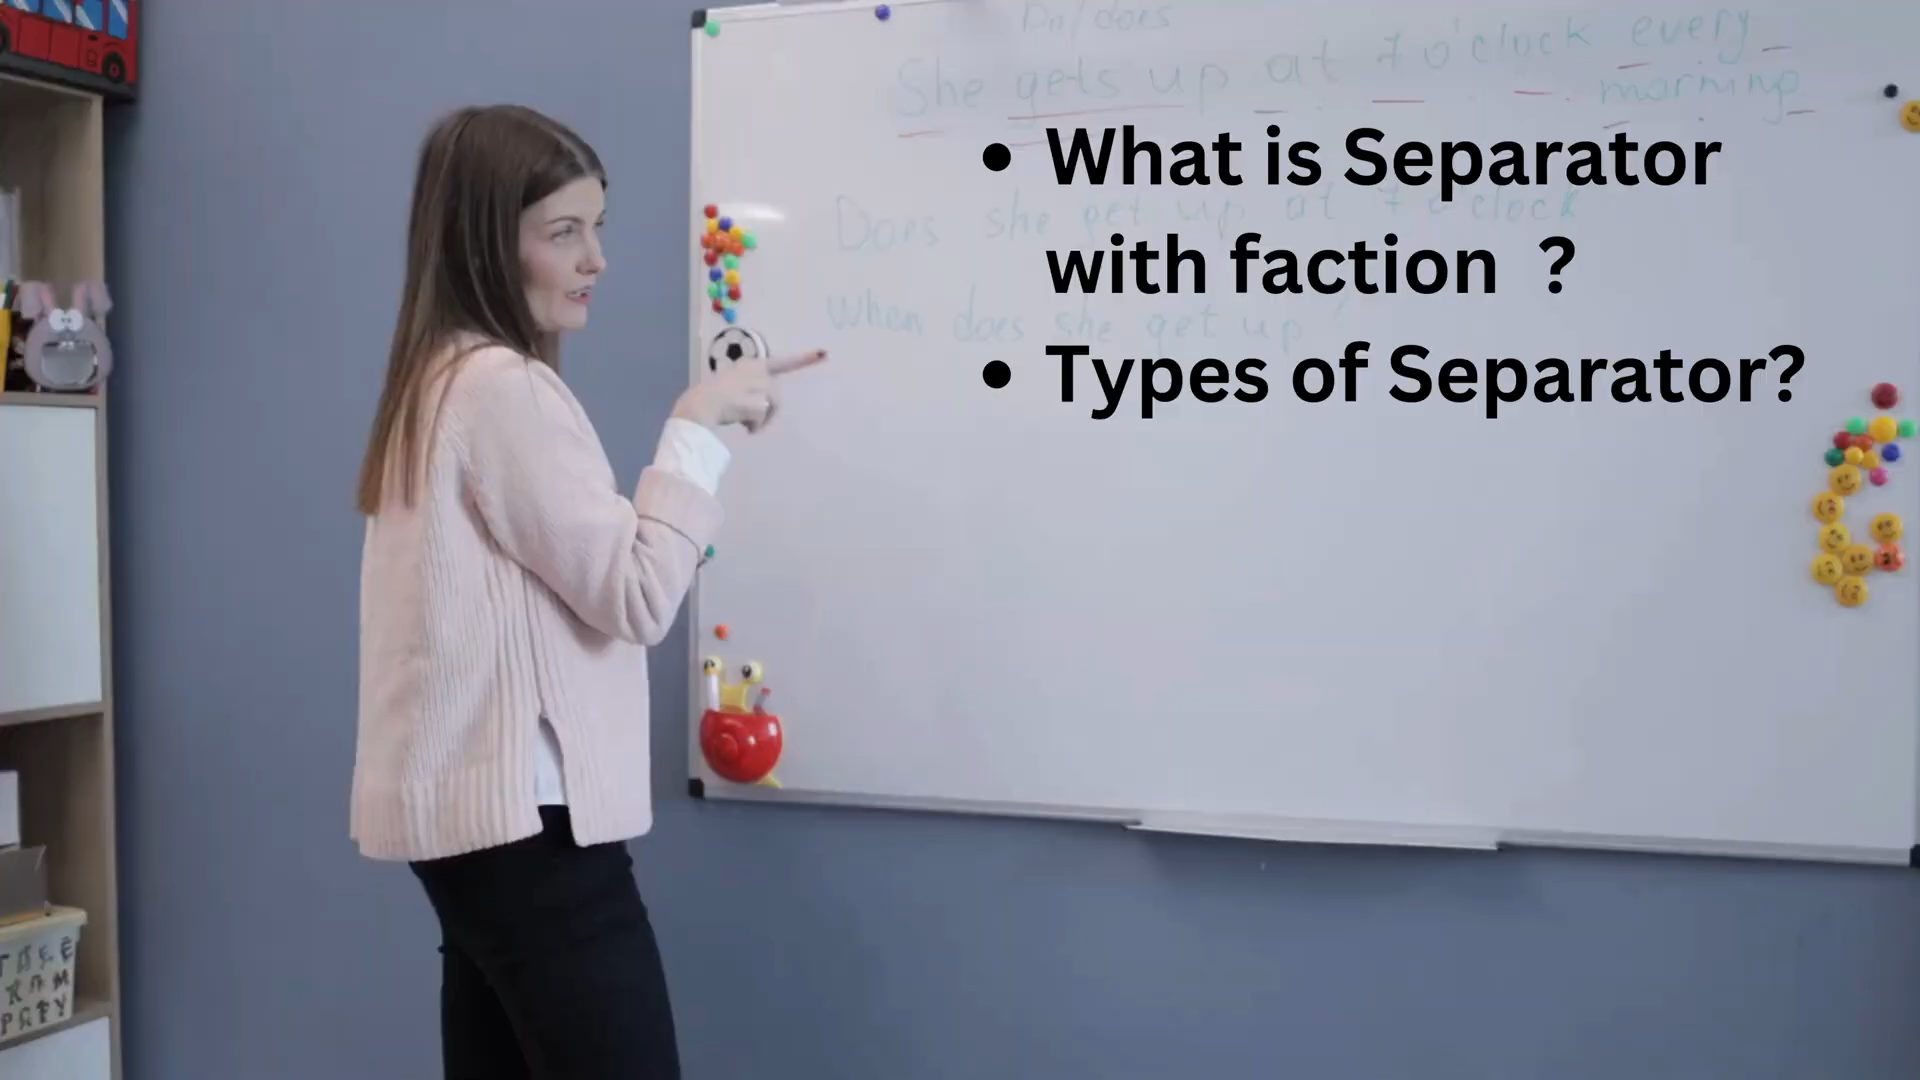 Do/does
She gets up at 7 o'clock every
morning
• What is Separator
with faction ?
• Types of Separator?
Does she get up at 7 o'clock
When does she get up?